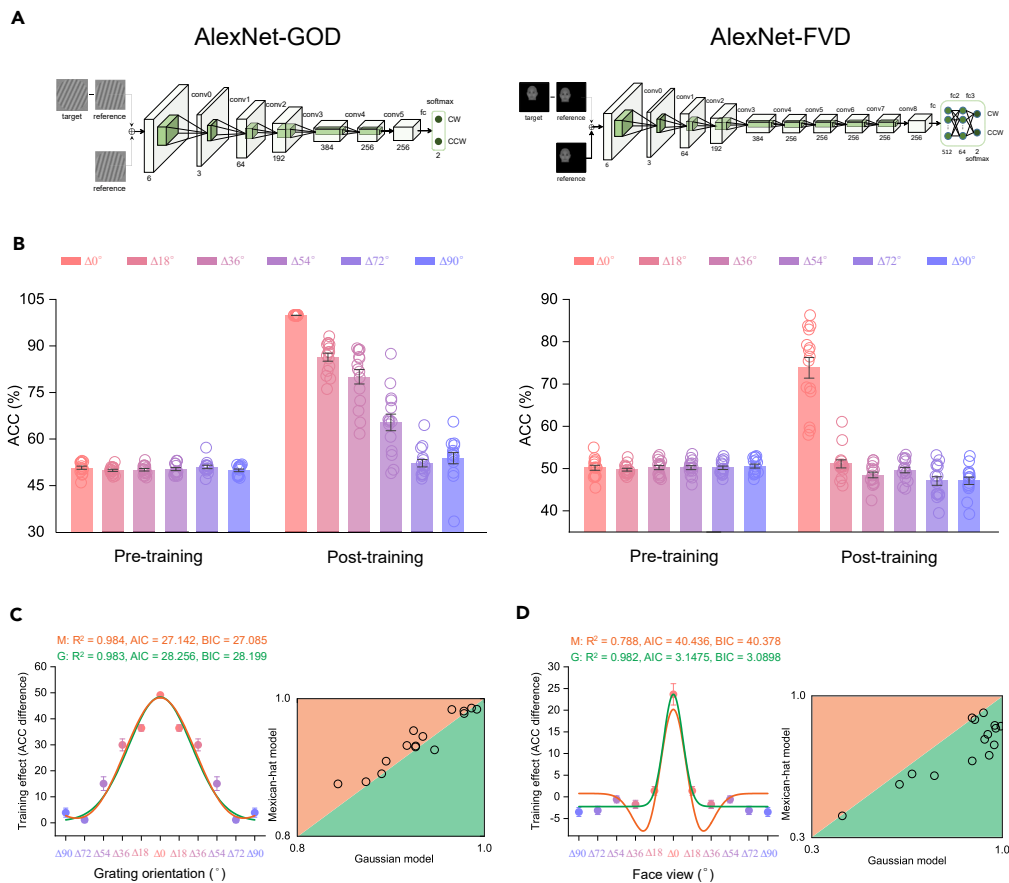 A
AlexNet-GOD
AlexNet-FVD
target
reference
reference
conv0
conv1
conv2
conv3
conv4
conv5
fc
softmax
CW
CCW
6
3
64
192
384
256
256
2
target
reference
reference
conv0
conv1
conv2
conv3
conv4
conv5
conv6
conv7
conv8
fc
fc2
fc3
CW
CCW
6
3
64
192
384
256
256
256
256
256
512
64
2
softmax
B
Δ0° Δ18° Δ36° Δ54° Δ72° Δ90°
ACC (%)
105
90
75
60
45
30
Pre-training
Post-training
Δ0° Δ18° Δ36° Δ54° Δ72° Δ90°
ACC (%)
90
80
70
60
50
40
Pre-training
Post-training
C
M: R² = 0.984, AIC = 27.142, BIC = 27.085
G: R² = 0.983, AIC = 28.256, BIC = 28.199
Training effect (ACC difference)
60
50
40
30
20
10
0
Δ90 Δ72 Δ54 Δ36 Δ18 Δ0 Δ18 Δ36 Δ54 Δ72 Δ90
Grating orientation (°)
Mexican-hat model
1.0
0.8
0.8
1.0
Gaussian model
D
M: R² = 0.788, AIC = 40.436, BIC = 40.378
G: R² = 0.982, AIC = 3.1475, BIC = 3.0898
Training effect (ACC difference)
30
25
20
15
10
5
0
-5
Δ90 Δ72 Δ54 Δ36 Δ18 Δ0 Δ18 Δ36 Δ54 Δ72 Δ90
Face view (°)
Mexican-hat model
1.0
0.3
0.3
1.0
Gaussian model